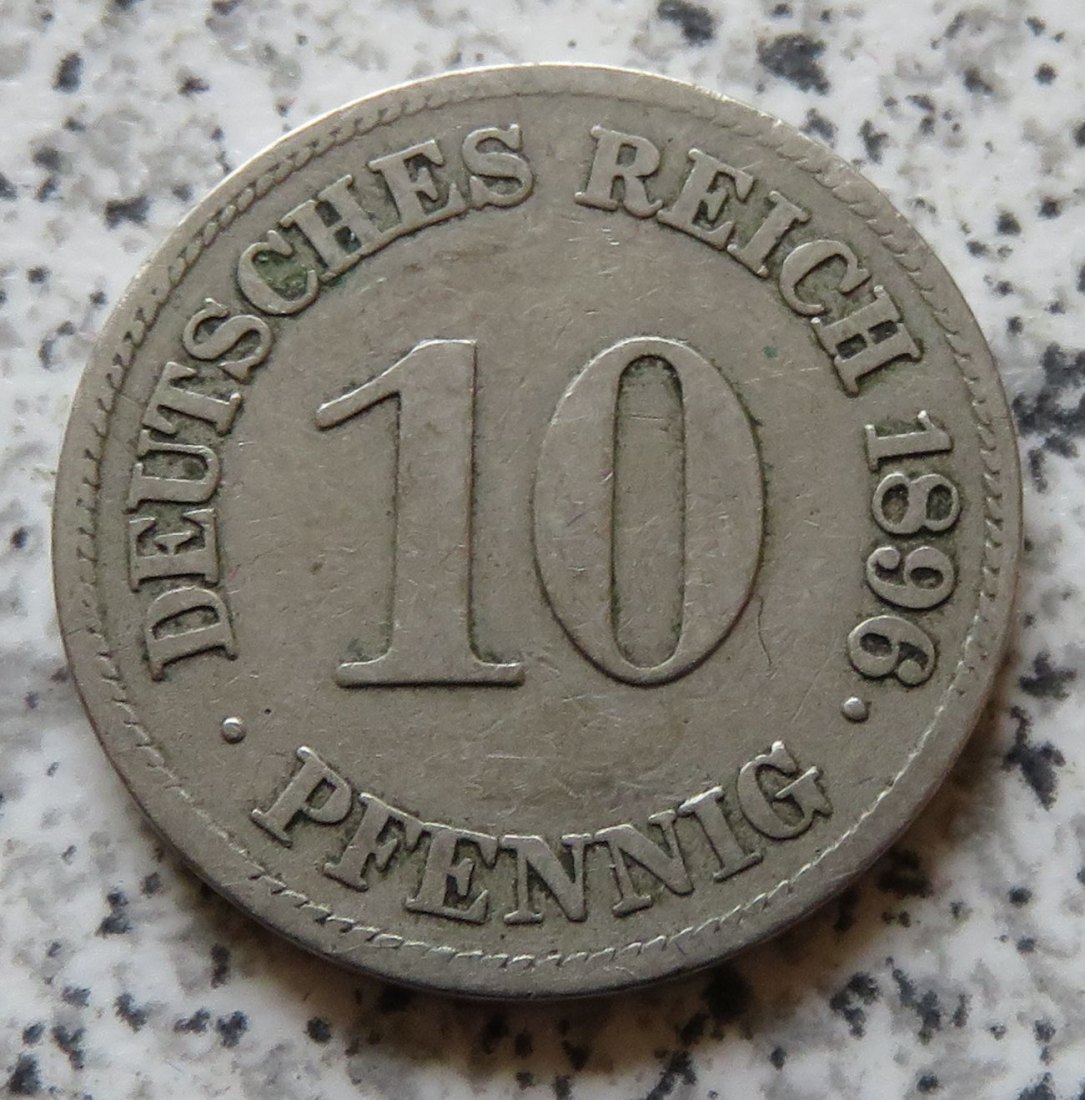 DEUTSCHES REICH 1896
10
· PFENNIG ·